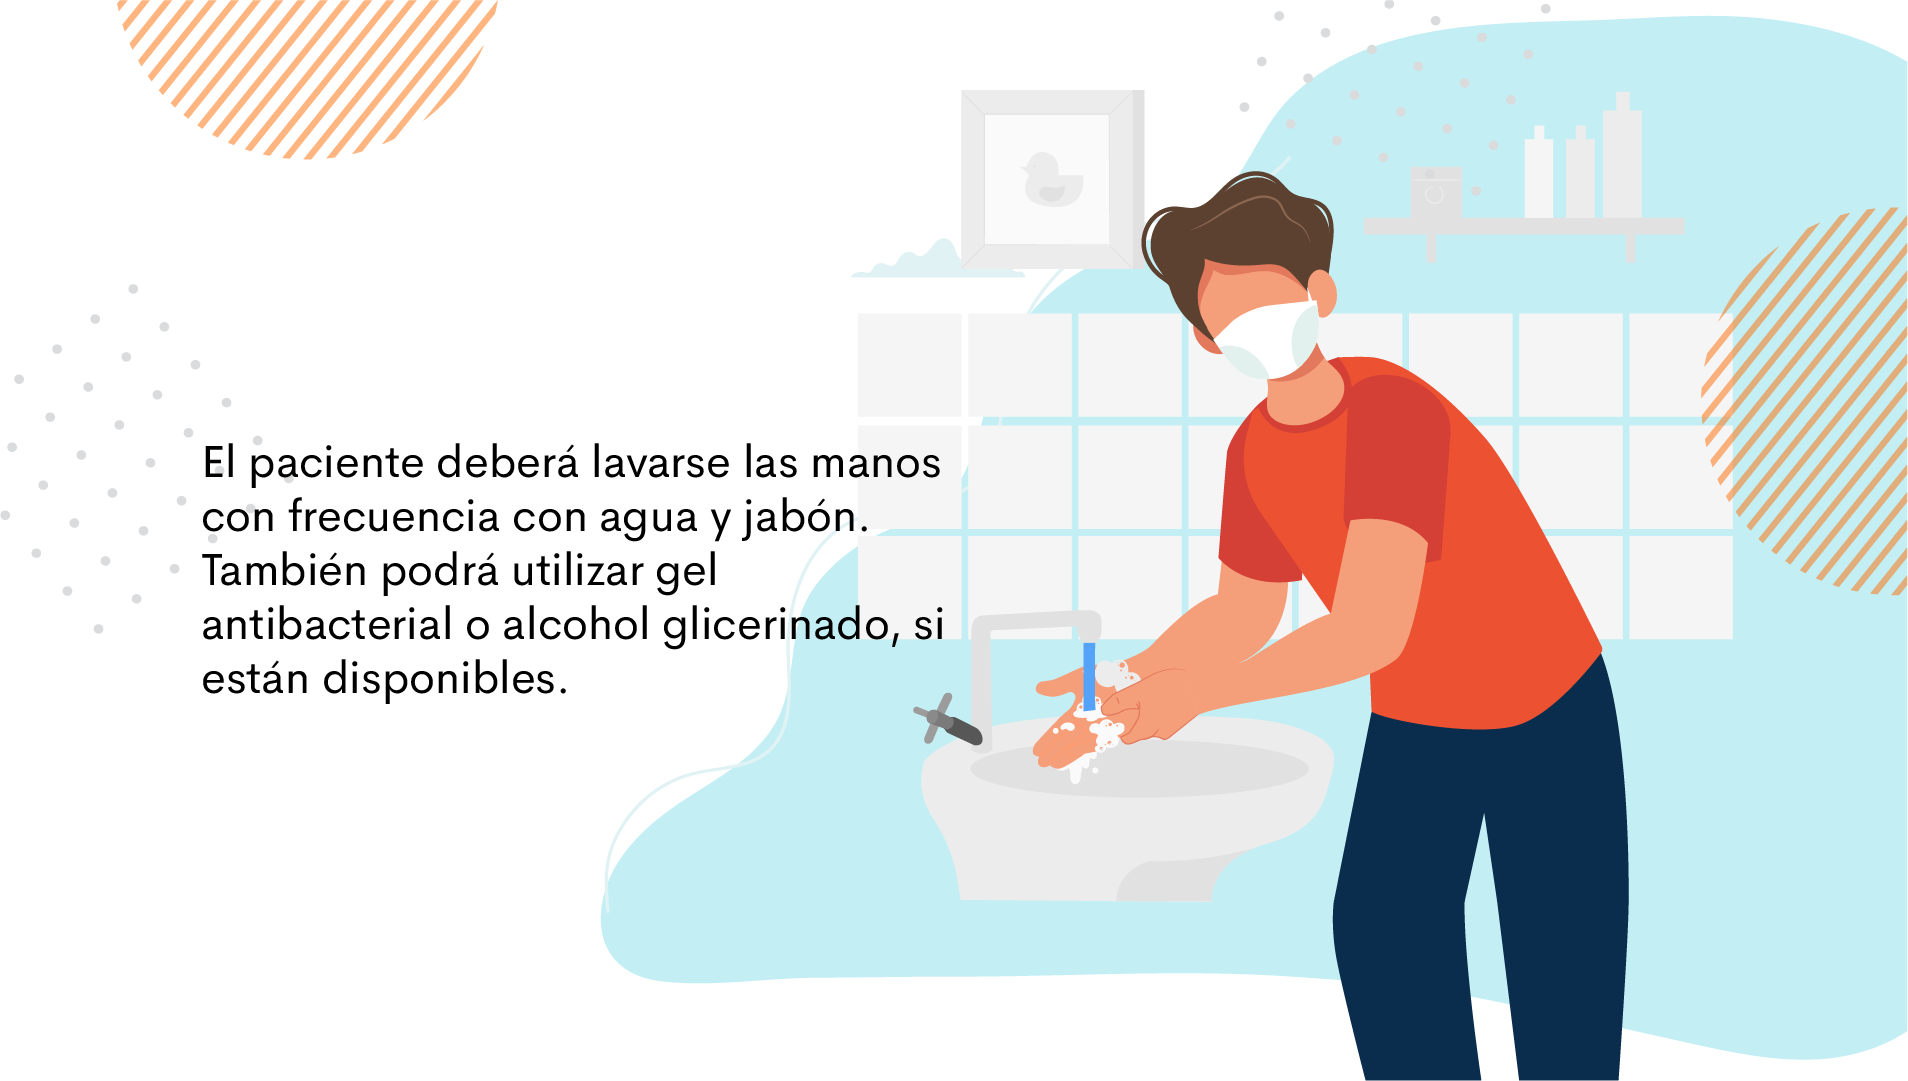 El paciente deberá lavarse las manos
con frecuencia con agua y jabón.
También podrá utilizar gel
antibacterial o alcohol glicerinado, si
están disponibles.